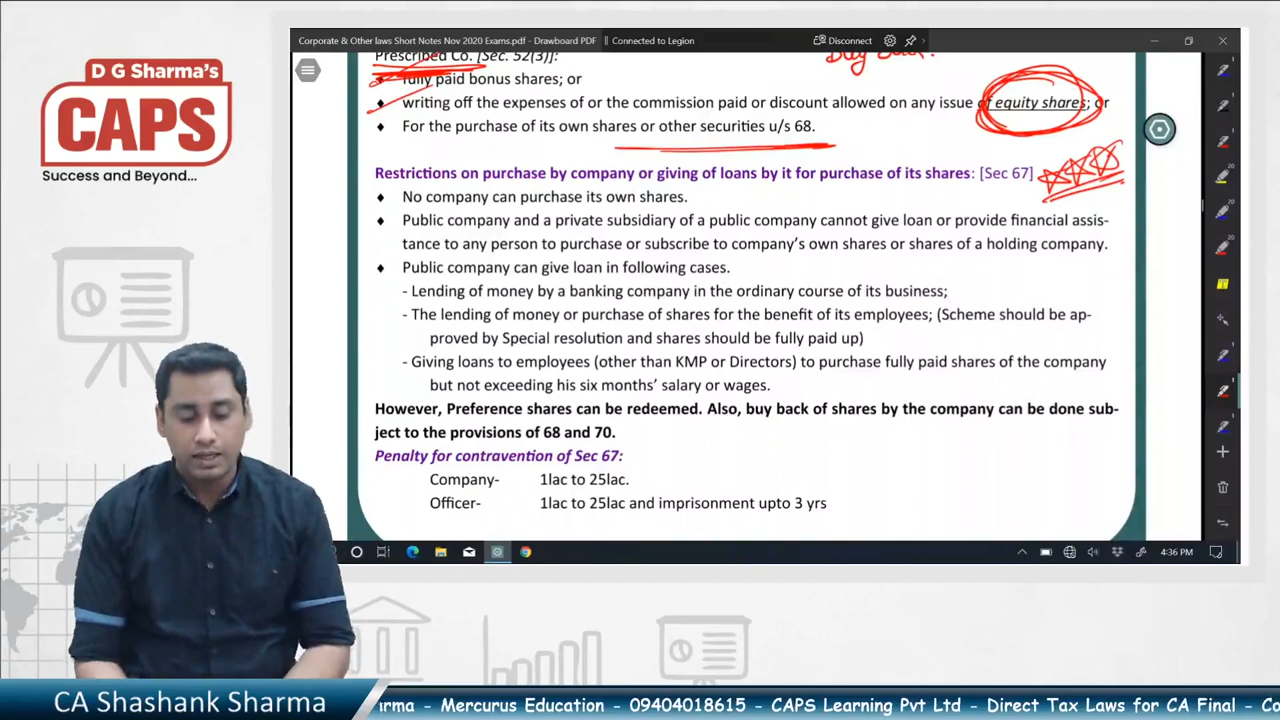 D G Sharma's
CAPS
Success and Beyond...
Corporate & Other laws Short Notes Nov 2020 Exams.pdf - Drawboard PDF
Connected to Legion
Disconnect
Prescribed Co. [Sec. 52(3)]:
Buy Back
♦ fully paid bonus shares; or
♦ writing off the expenses of or the commission paid or discount allowed on any issue of equity shares; or
♦ For the purchase of its own shares or other securities u/s 68.
Restrictions on purchase by company or giving of loans by it for purchase of its shares: [Sec 67]
♦ No company can purchase its own shares.
♦ Public company and a private subsidiary of a public company cannot give loan or provide financial assis-
tance to any person to purchase or subscribe to company's own shares or shares of a holding company.
♦ Public company can give loan in following cases.
- Lending of money by a banking company in the ordinary course of its business;
- The lending of money or purchase of shares for the benefit of its employees; (Scheme should be ap-
proved by Special resolution and shares should be fully paid up)
- Giving loans to employees (other than KMP or Directors) to purchase fully paid shares of the company
but not exceeding his six months' salary or wages.
However, Preference shares can be redeemed. Also, buy back of shares by the company can be done sub-
ject to the provisions of 68 and 70.
Penalty for contravention of Sec 67:
Company- 1lac to 25lac.
Officer- 1lac to 25lac and imprisonment upto 3 yrs
4:36 PM
CA Shashank Sharma
rma - Mercurus Education - 09404018615 - CAPS Learning Pvt Ltd - Direct Tax Laws for CA Final - Co